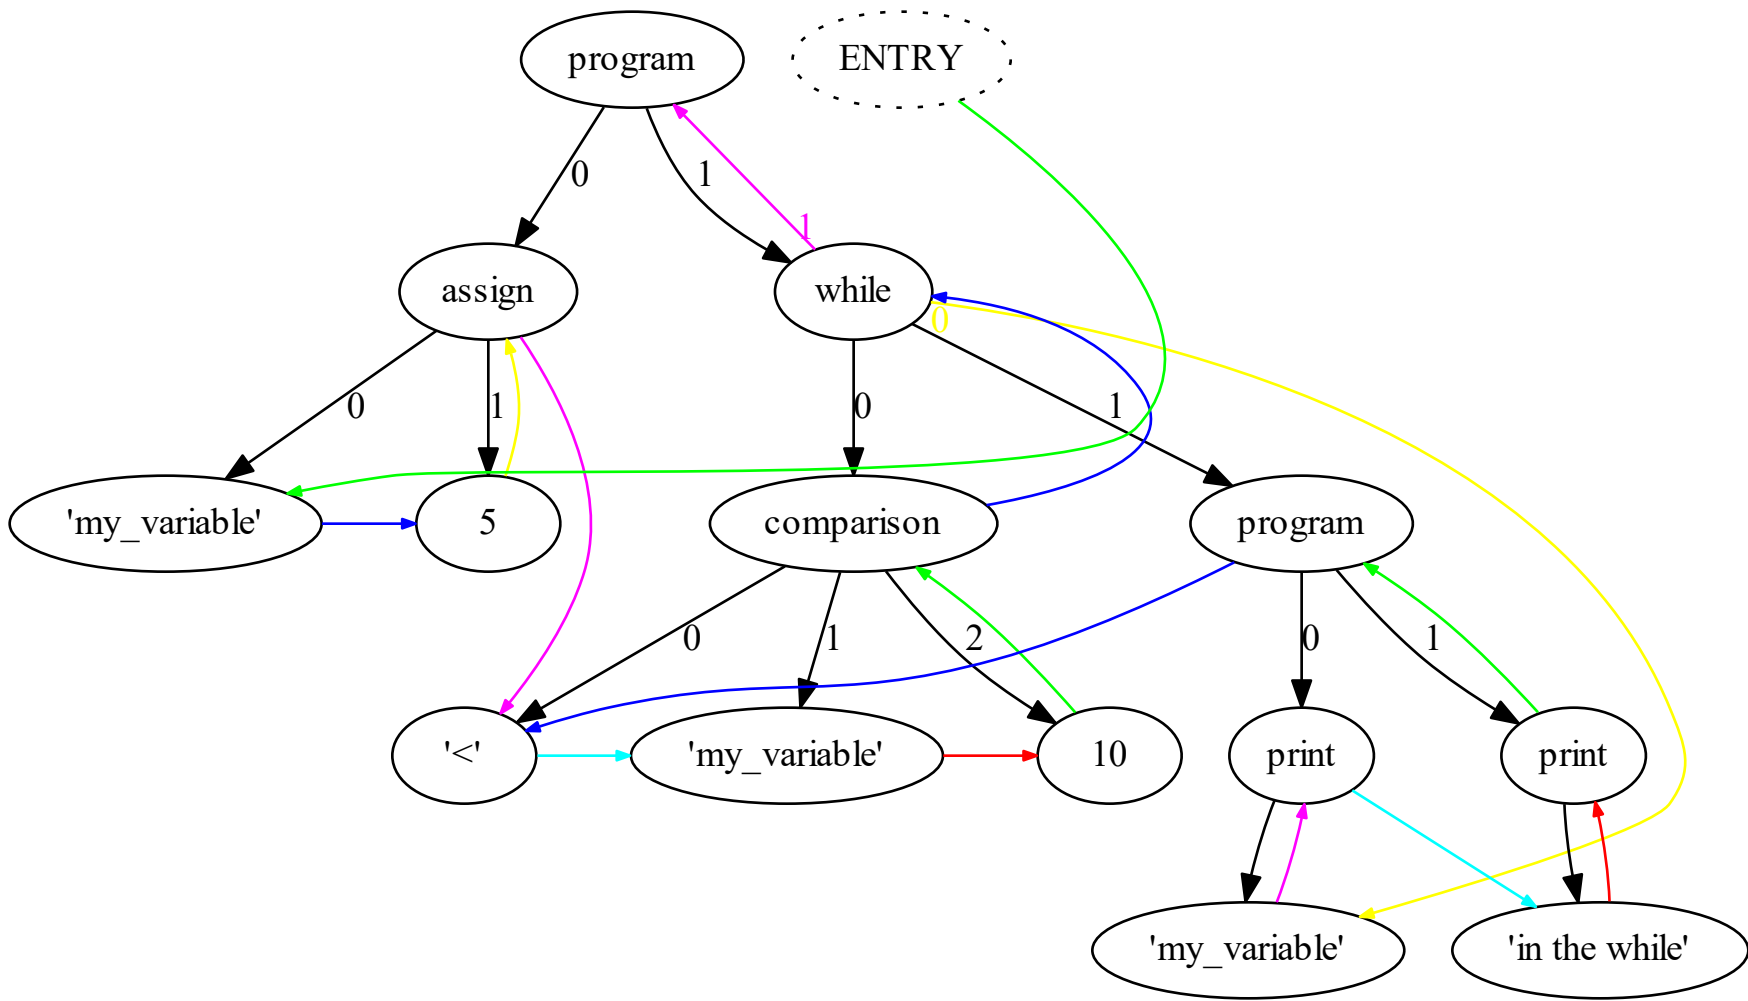 program
ENTRY
0
1
1
assign
while
0
0
1
0
1
'my_variable'
5
comparison
program
0
1
2
0
1
'<'
'my_variable'
10
print
print
'my_variable'
'in the while'